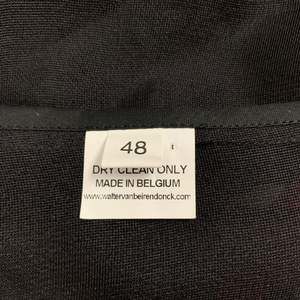 48
DRY CLEAN ONLY
MADE IN BELGIUM
www.waltervanbeirendonck.com